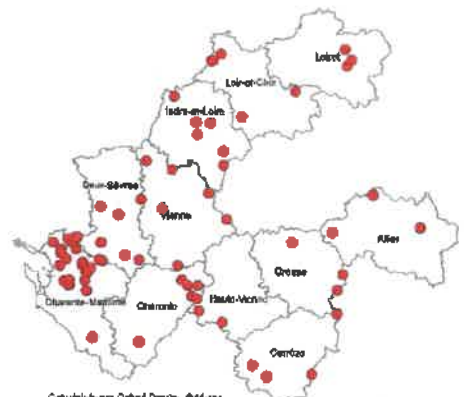 Loiret
Loir-et-Cher
Indre-et-Loire
Deux-Sèvres
Vienne
Allier
Creuse
Charente-Maritime
Charente
Haute-Vienne
Corrèze